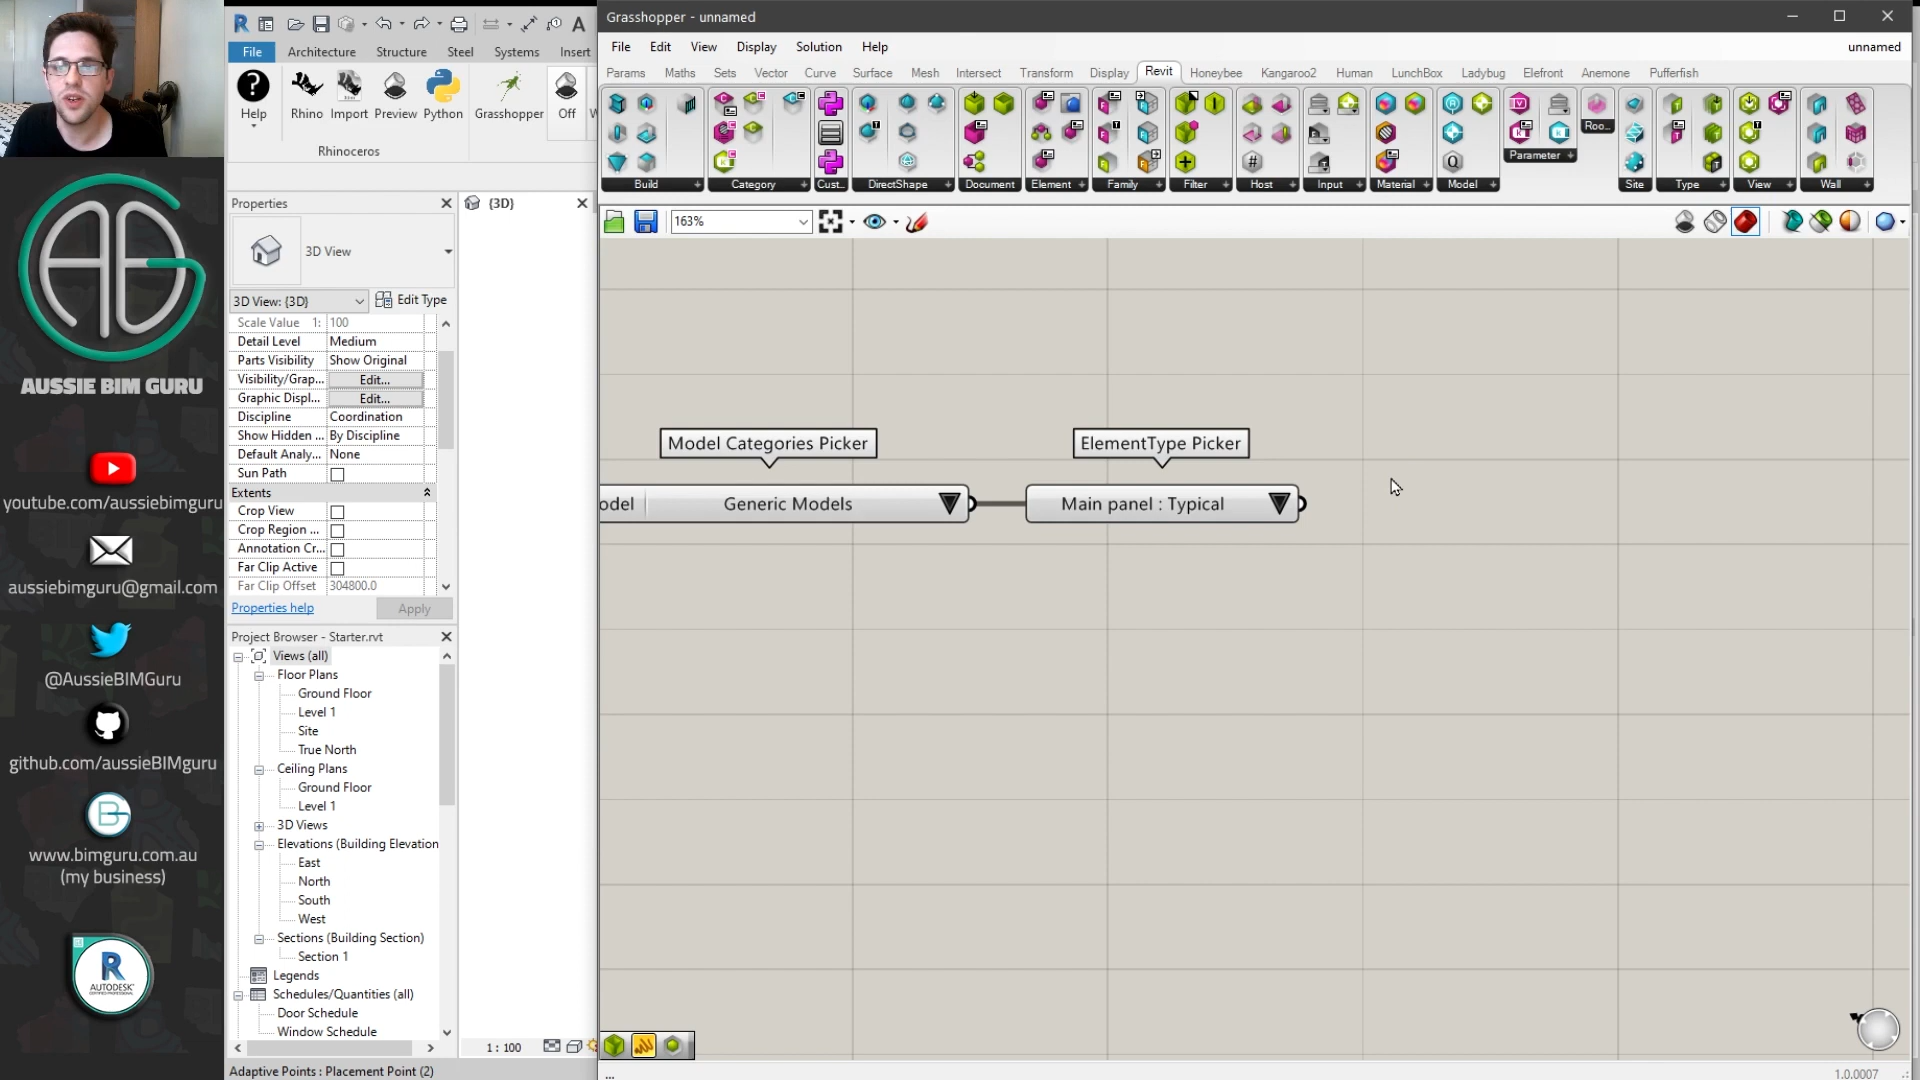 AUSSIE BIM GURU
youtube.com/aussiebimguru
aussiebimguru@gmail.com
@AussieBIMGuru
github.com/aussieBIMguru
www.bimguru.com.au
(my business)
R
AUTODESK
File Architecture Structure Steel Systems Insert
Help Rhino Import Preview Python Grasshopper Off
Rhinoceros
Properties
3D View
3D View: {3D} Edit Type
Scale Value 1: 100
Detail Level Medium
Parts Visibility Show Original
Visibility/Grap... Edit...
Graphic Displ... Edit...
Discipline Coordination
Show Hidden ... By Discipline
Default Analy... None
Sun Path
Extents
Crop View
Crop Region ...
Annotation Cr...
Far Clip Active
Far Clip Offset 304800.0
Properties help Apply
Project Browser - Starter.rvt
Views (all)
Floor Plans
Ground Floor
Level 1
Site
True North
Ceiling Plans
Ground Floor
Level 1
3D Views
Elevations (Building Elevation
East
North
South
West
Sections (Building Section)
Section 1
Legends
Schedules/Quantities (all)
Door Schedule
Window Schedule
Adaptive Points : Placement Point (2)
{3D}
1 : 100
Grasshopper - unnamed
File Edit View Display Solution Help unnamed
Params Maths Sets Vector Curve Surface Mesh Intersect Transform Display Revit Honeybee Kangaroo2 Human LunchBox Ladybug Elefront Anemone Pufferfish
Roo...
Parameter
Build Category Cust... DirectShape Document Element Family Filter Host Input Material Model Site Type View Wall
163%
Model Categories Picker ElementType Picker
odel Generic Models Main panel : Typical
...
1.0.0007